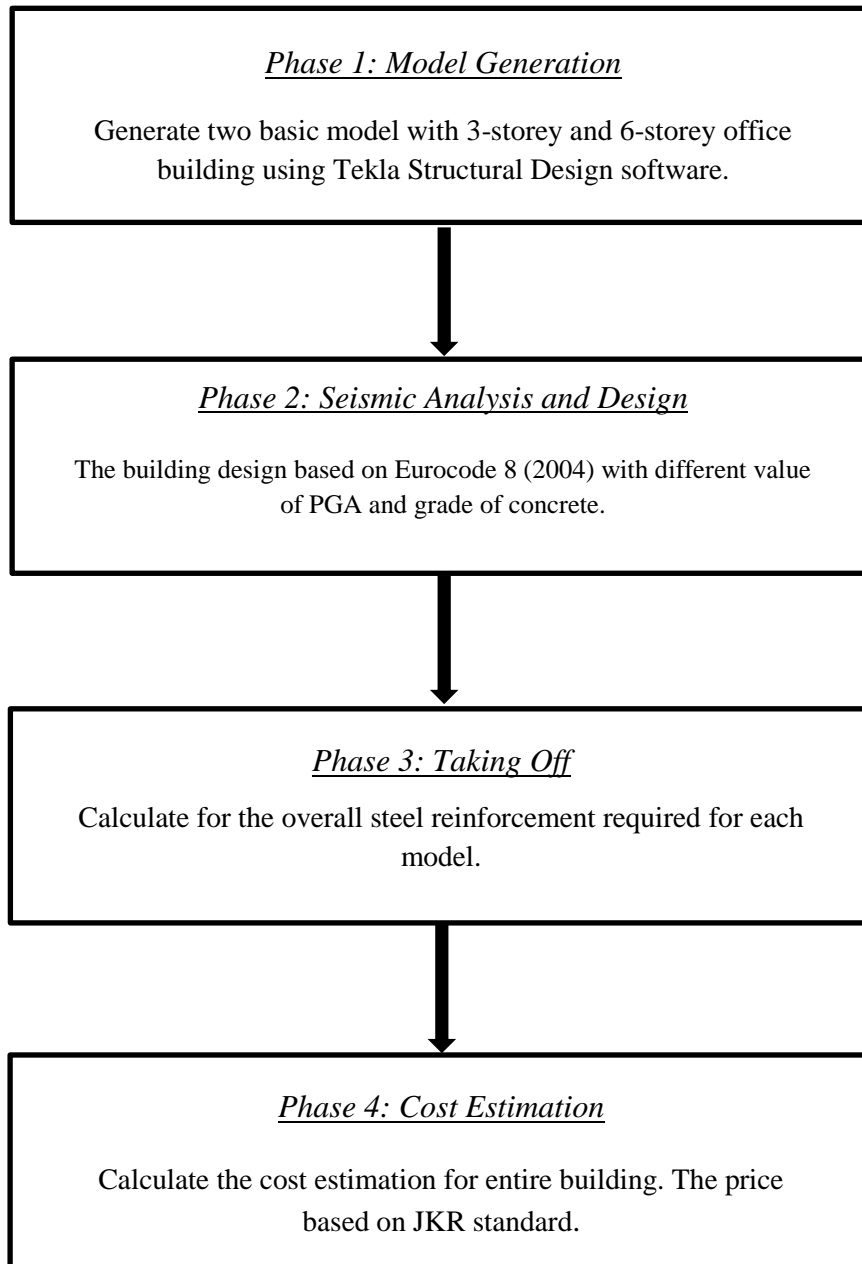 Phase 1: Model Generation
Generate two basic model with 3-storey and 6-storey office
building using Tekla Structural Design software.
Phase 2: Seismic Analysis and Design
The building design based on Eurocode 8 (2004) with different value
of PGA and grade of concrete.
Phase 3: Taking Off
Calculate for the overall steel reinforcement required for each
model.
Phase 4: Cost Estimation
Calculate the cost estimation for entire building. The price
based on JKR standard.